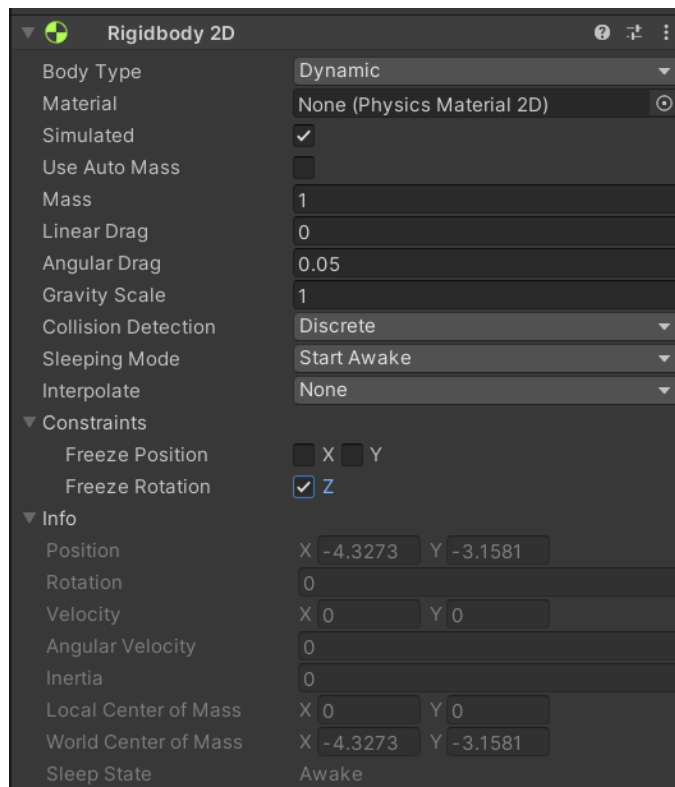 Rigidbody 2D
Body Type Dynamic
Material None (Physics Material 2D)
Simulated
Use Auto Mass
Mass 1
Linear Drag 0
Angular Drag 0.05
Gravity Scale 1
Collision Detection Discrete
Sleeping Mode Start Awake
Interpolate None
Constraints
Freeze Position X Y
Freeze Rotation Z
Info
Position X -4.3273 Y -3.1581
Rotation 0
Velocity X 0 Y 0
Angular Velocity 0
Inertia 0
Local Center of Mass X 0 Y 0
World Center of Mass X -4.3273 Y -3.1581
Sleep State Awake